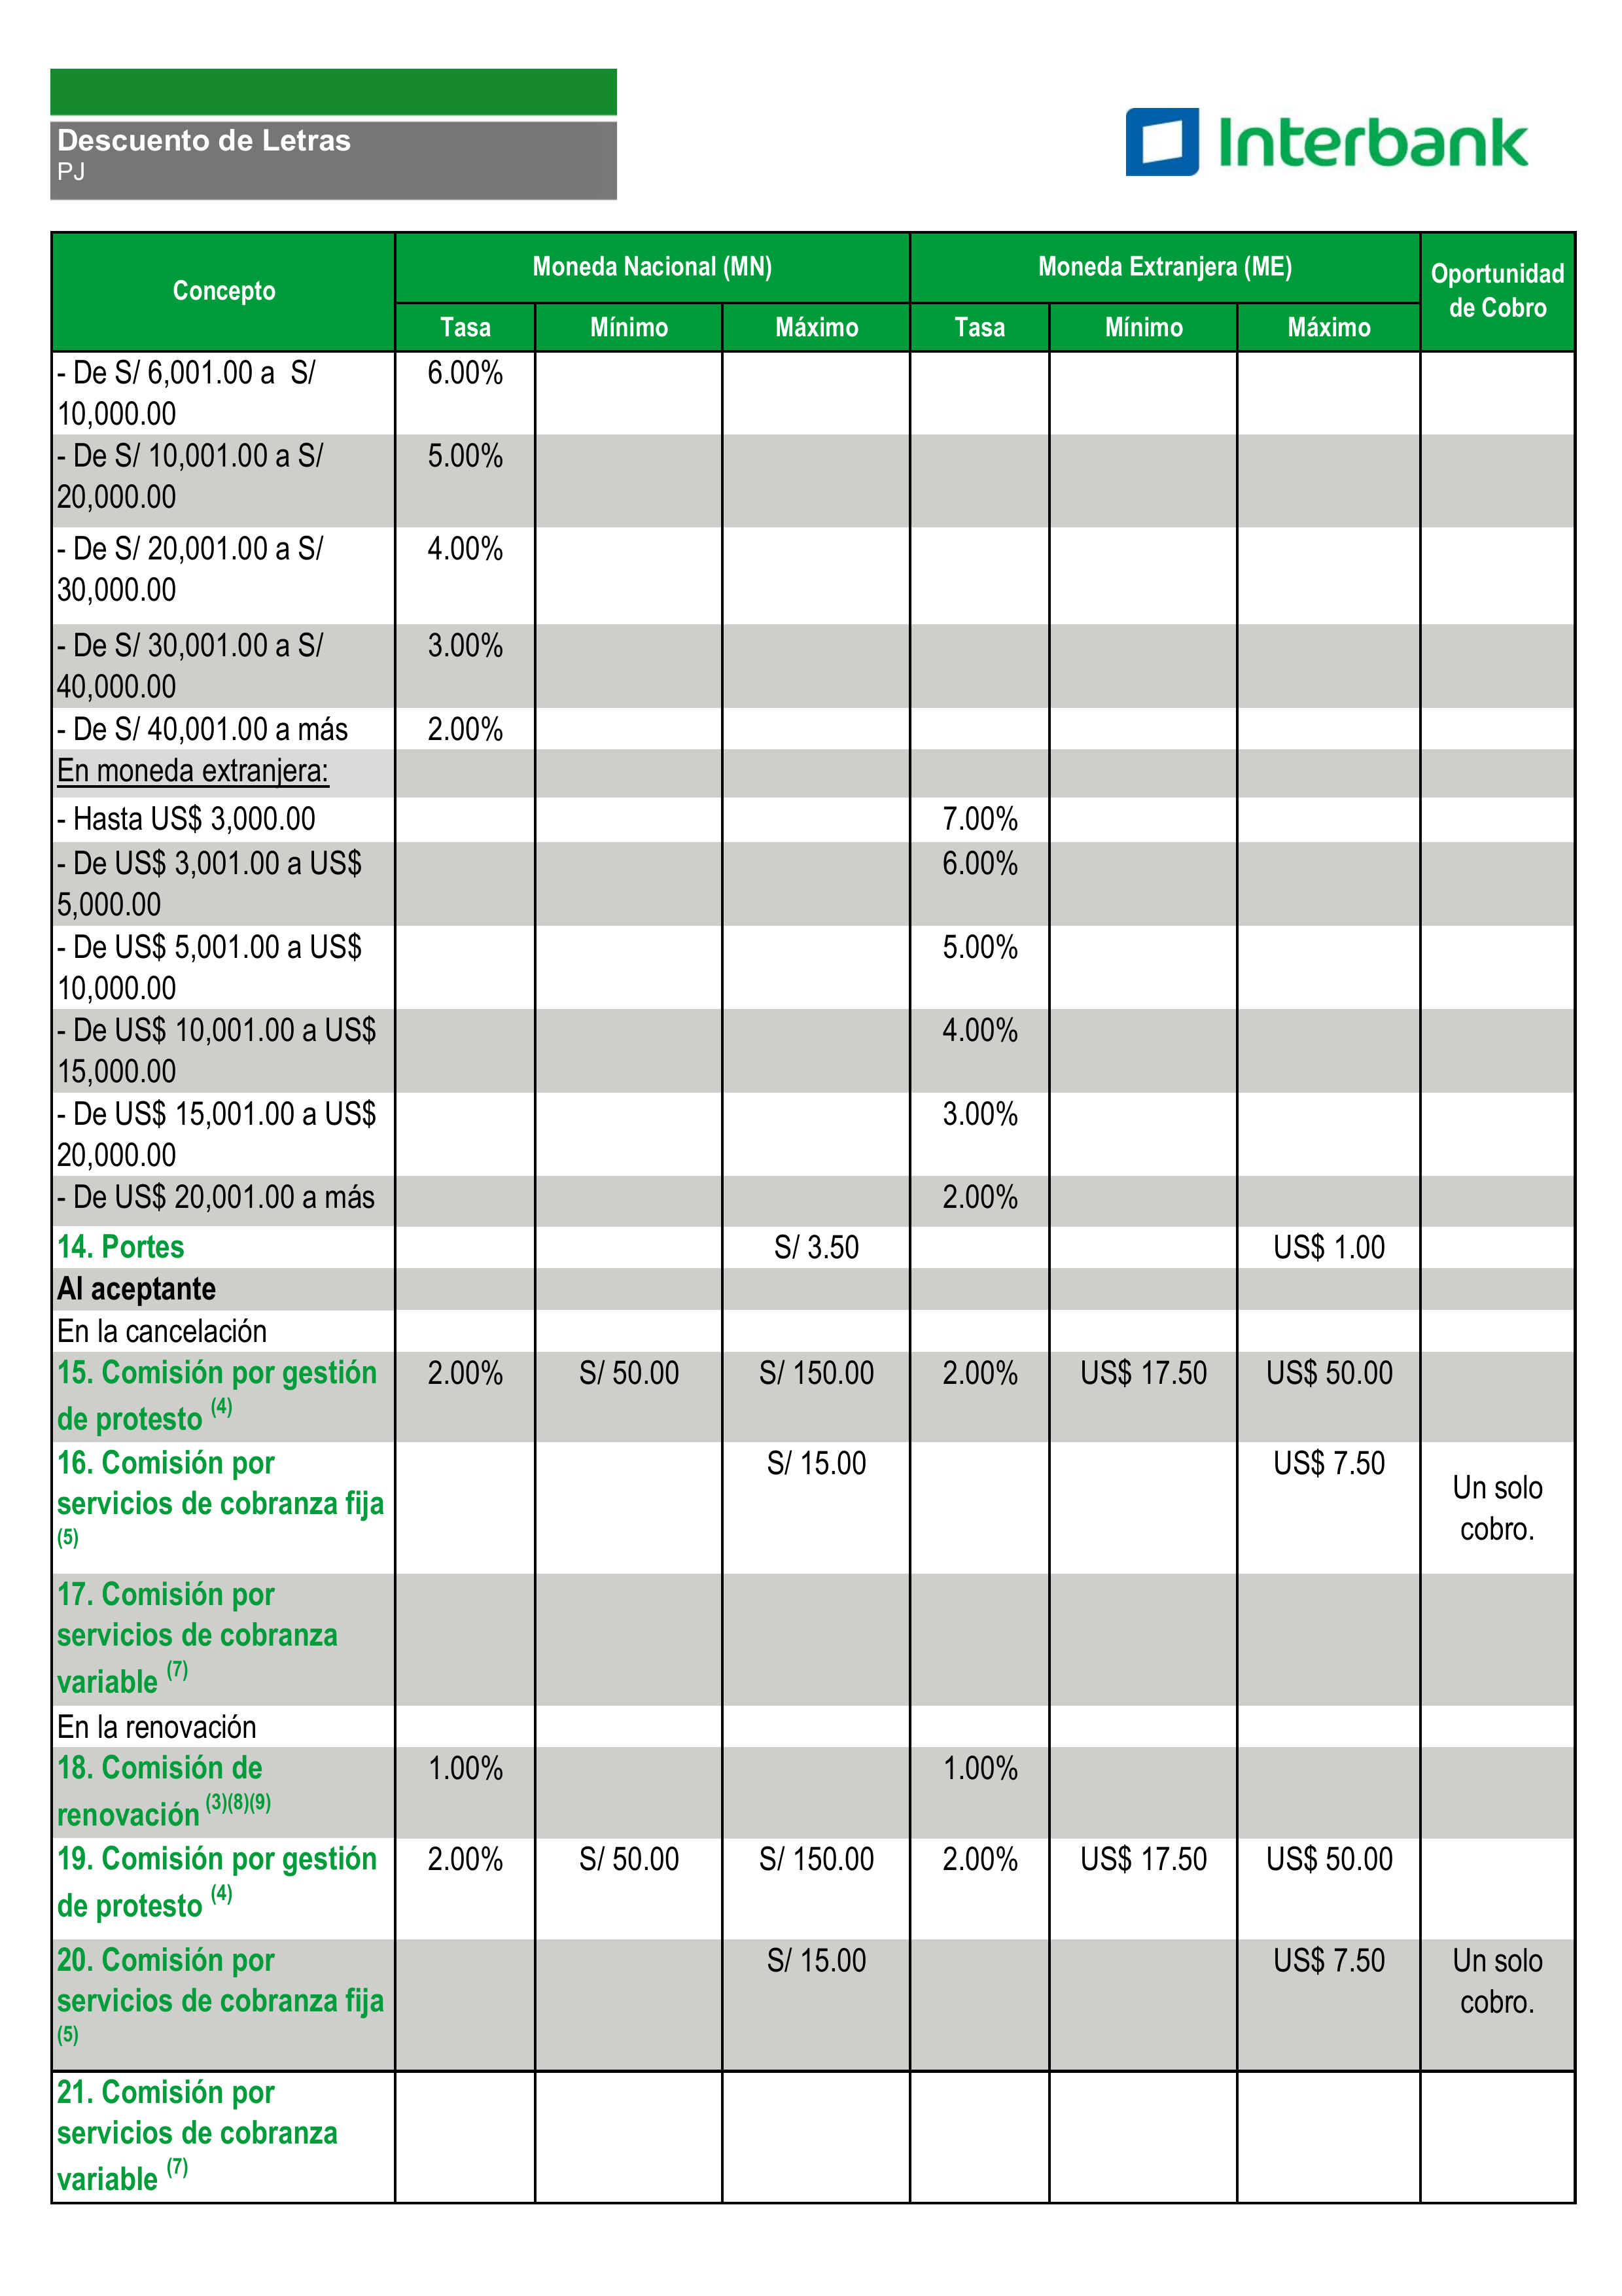 Descuento de Letras
PJ
Interbank
Concepto
Moneda Nacional (MN)
Moneda Extranjera (ME)
Oportunidad
de Cobro
Tasa Mínimo Máximo Tasa Mínimo Máximo
- De S/ 6,001.00 a  S/ 6.00%
10,000.00
- De S/ 10,001.00 a S/ 5.00%
20,000.00
- De S/ 20,001.00 a S/ 4.00%
30,000.00
- De S/ 30,001.00 a S/ 3.00%
40,000.00
- De S/ 40,001.00 a más 2.00%
En moneda extranjera:
- Hasta US$ 3,000.00 7.00%
- De US$ 3,001.00 a US$ 6.00%
5,000.00
- De US$ 5,001.00 a US$ 5.00%
10,000.00
- De US$ 10,001.00 a US$ 4.00%
15,000.00
- De US$ 15,001.00 a US$ 3.00%
20,000.00
- De US$ 20,001.00 a más 2.00%
14. Portes S/ 3.50 US$ 1.00
Al aceptante
En la cancelación
15. Comisión por gestión 2.00% S/ 50.00 S/ 150.00 2.00% US$ 17.50 US$ 50.00
de protesto (4)
16. Comisión por S/ 15.00 US$ 7.50
servicios de cobranza fija
(5)
Un solo
cobro.
17. Comisión por
servicios de cobranza
variable (7)
En la renovación
18. Comisión de 1.00% 1.00%
renovación (3)(8)(9)
19. Comisión por gestión 2.00% S/ 50.00 S/ 150.00 2.00% US$ 17.50 US$ 50.00
de protesto (4)
20. Comisión por S/ 15.00 US$ 7.50 Un solo
servicios de cobranza fija cobro.
(5)
21. Comisión por
servicios de cobranza
variable (7)